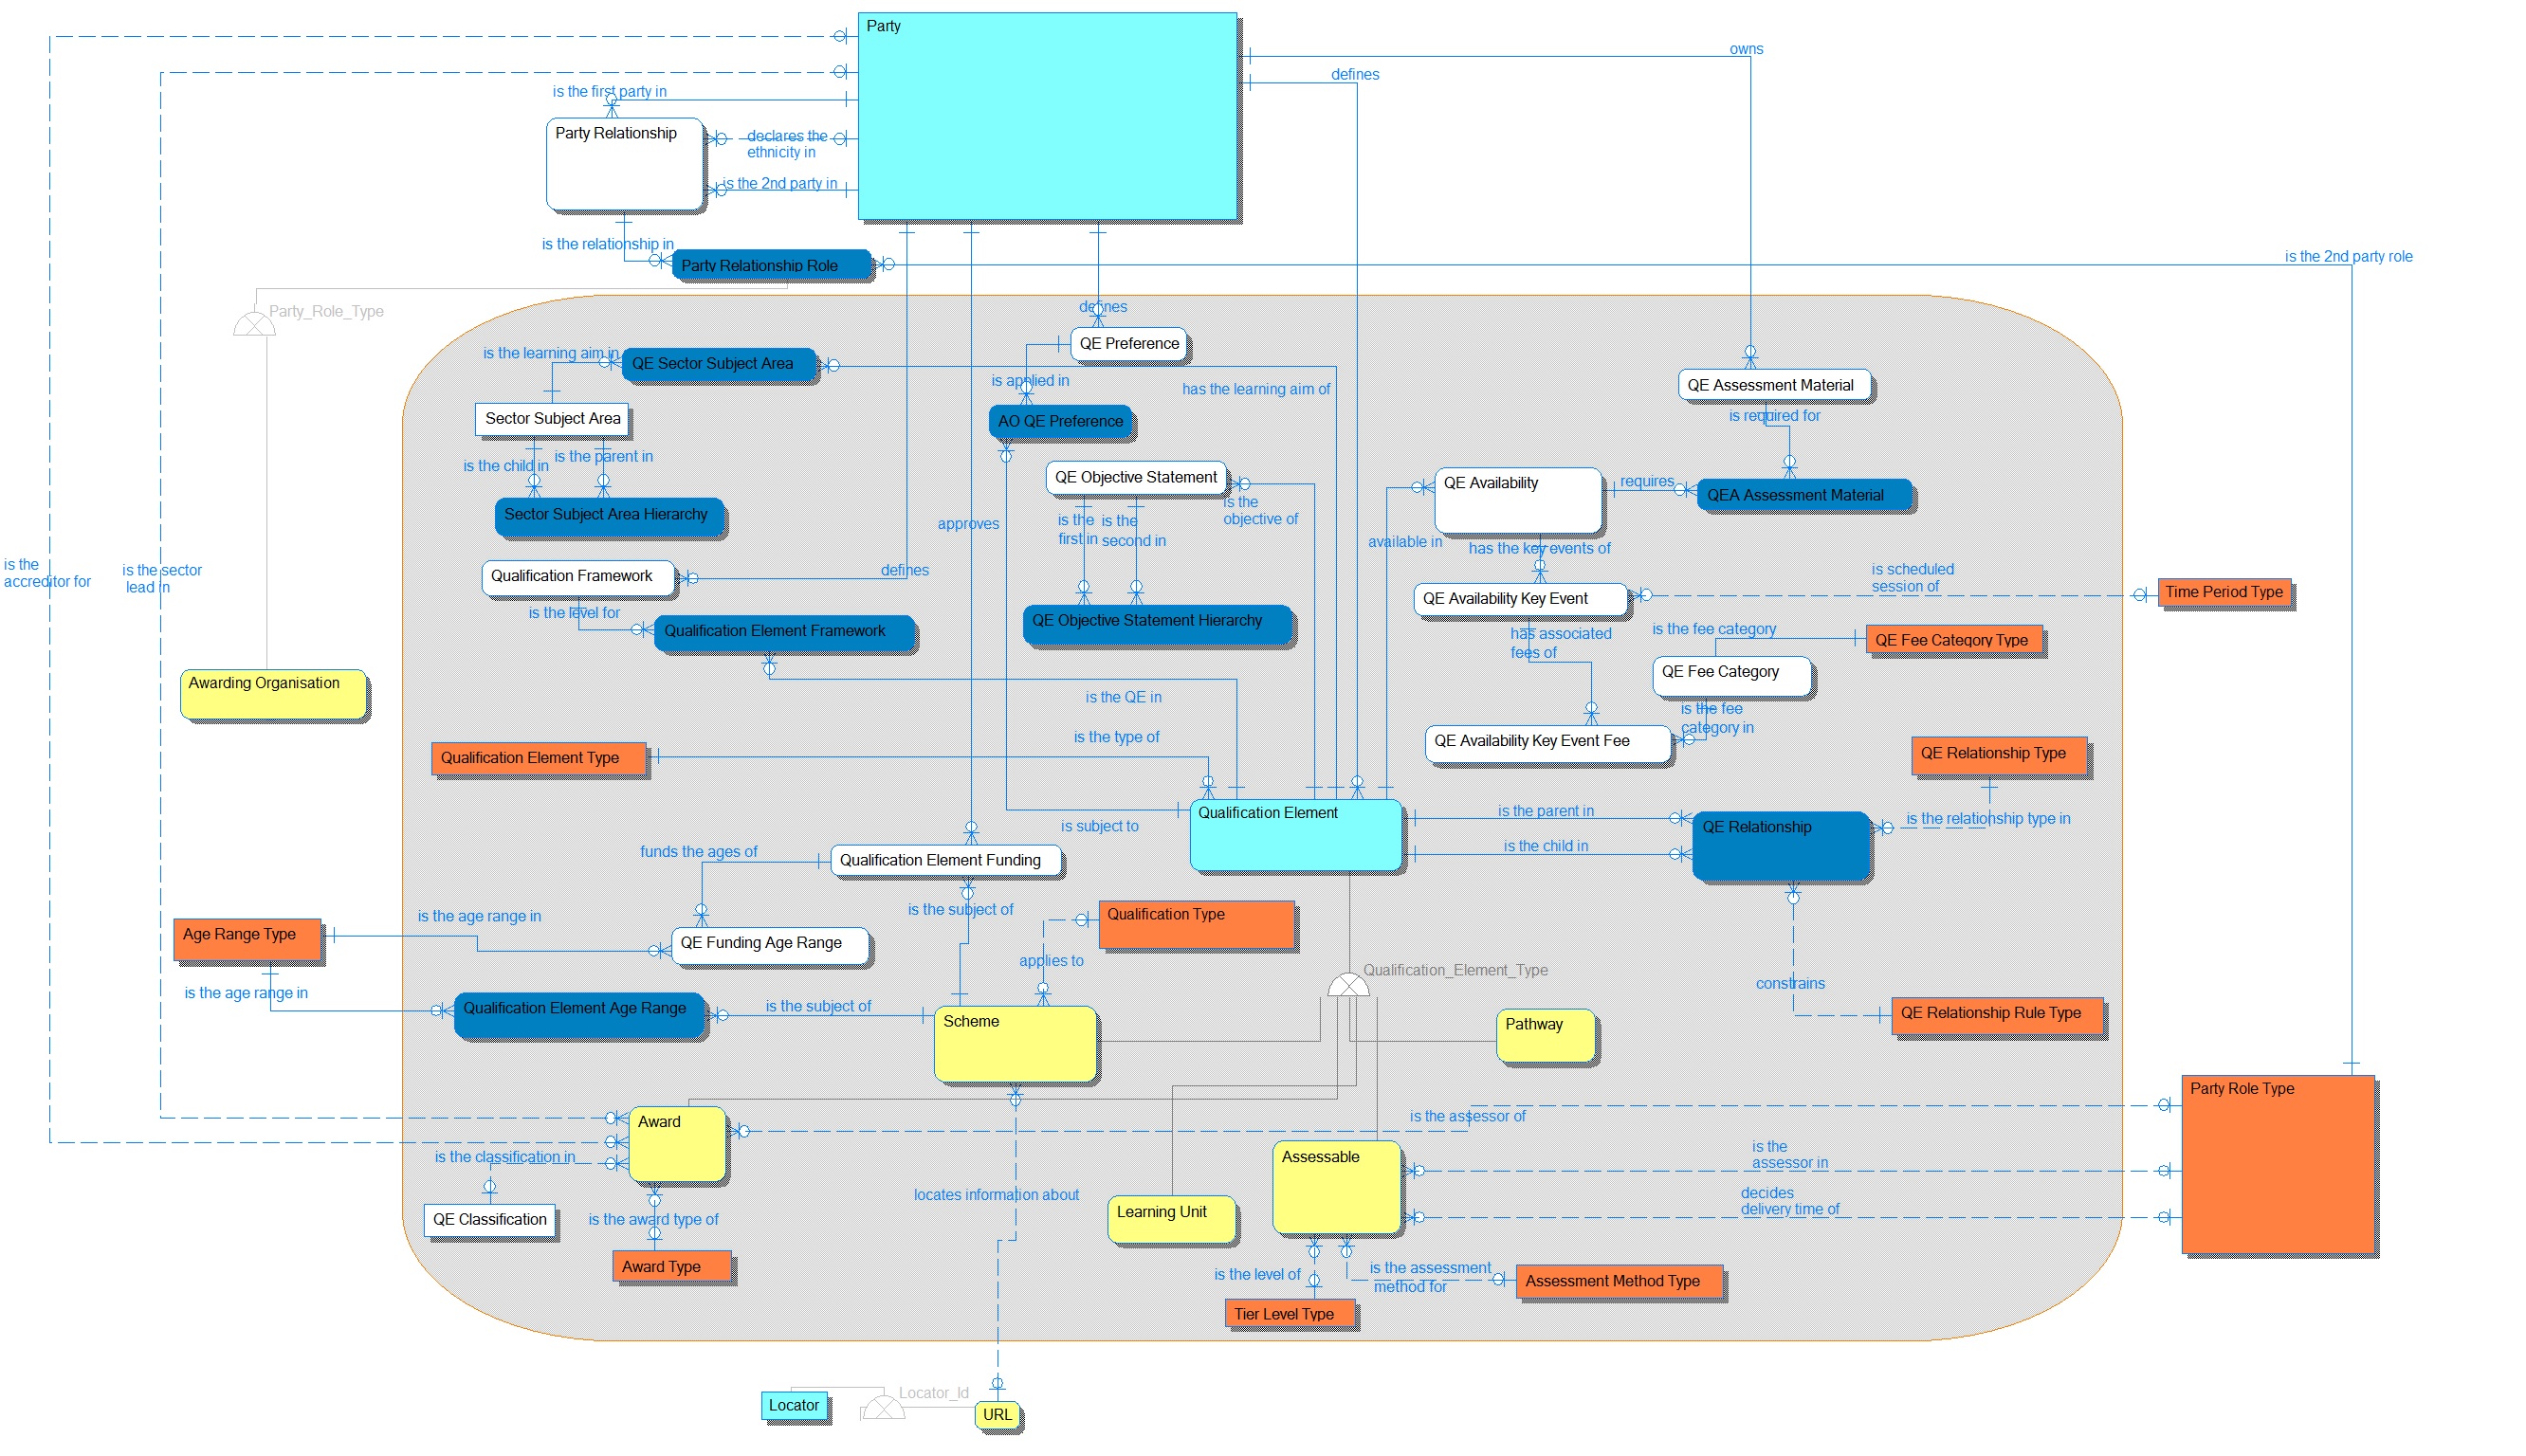 Party
owns
defines
is the first party in
Party Relationship
declares the
ethnicity in
is the 2nd party in
is the relationship in
Party Relationship Role
is the 2nd party role
Party_Role_Type
defines
QE Preference
is the learning aim in
QE Sector Subject Area
is applied in
has the learning aim of
QE Assessment Material
is required for
Sector Subject Area
AO QE Preference
is the child in
is the parent in
QE Objective Statement
is the
objective of
QE Availability
requires
QEA Assessment Material
Sector Subject Area Hierarchy
approves
is the
first in
is the
second in
available in
has the key events of
is the
accreditor for
is the sector
lead in
Qualification Framework
defines
is scheduled
session of
Time Period Type
QE Availability Key Event
is the level for
QE Objective Statement Hierarchy
Qualification Element Framework
has associated
fees of
is the fee category
QE Fee Category Type
QE Fee Category
Awarding Organisation
is the QE in
is the fee
category in
QE Availability Key Event Fee
is the type of
Qualification Element Type
QE Relationship Type
Qualification Element
is the parent in
is subject to
QE Relationship
is the relationship type in
is the child in
funds the ages of
Qualification Element Funding
is the subject of
is the age range in
Qualification Type
Age Range Type
QE Funding Age Range
applies to
Qualification_Element_Type
constrains
is the age range in
Qualification Element Age Range
is the subject of
Scheme
Pathway
QE Relationship Rule Type
Party Role Type
Award
is the assessor of
is the classification in
Assessable
is the
assessor in
locates information about
decides
delivery time of
QE Classification
is the award type of
Learning Unit
Award Type
is the level of
is the assessment
method for
Assessment Method Type
Tier Level Type
Locator_Id
Locator
URL